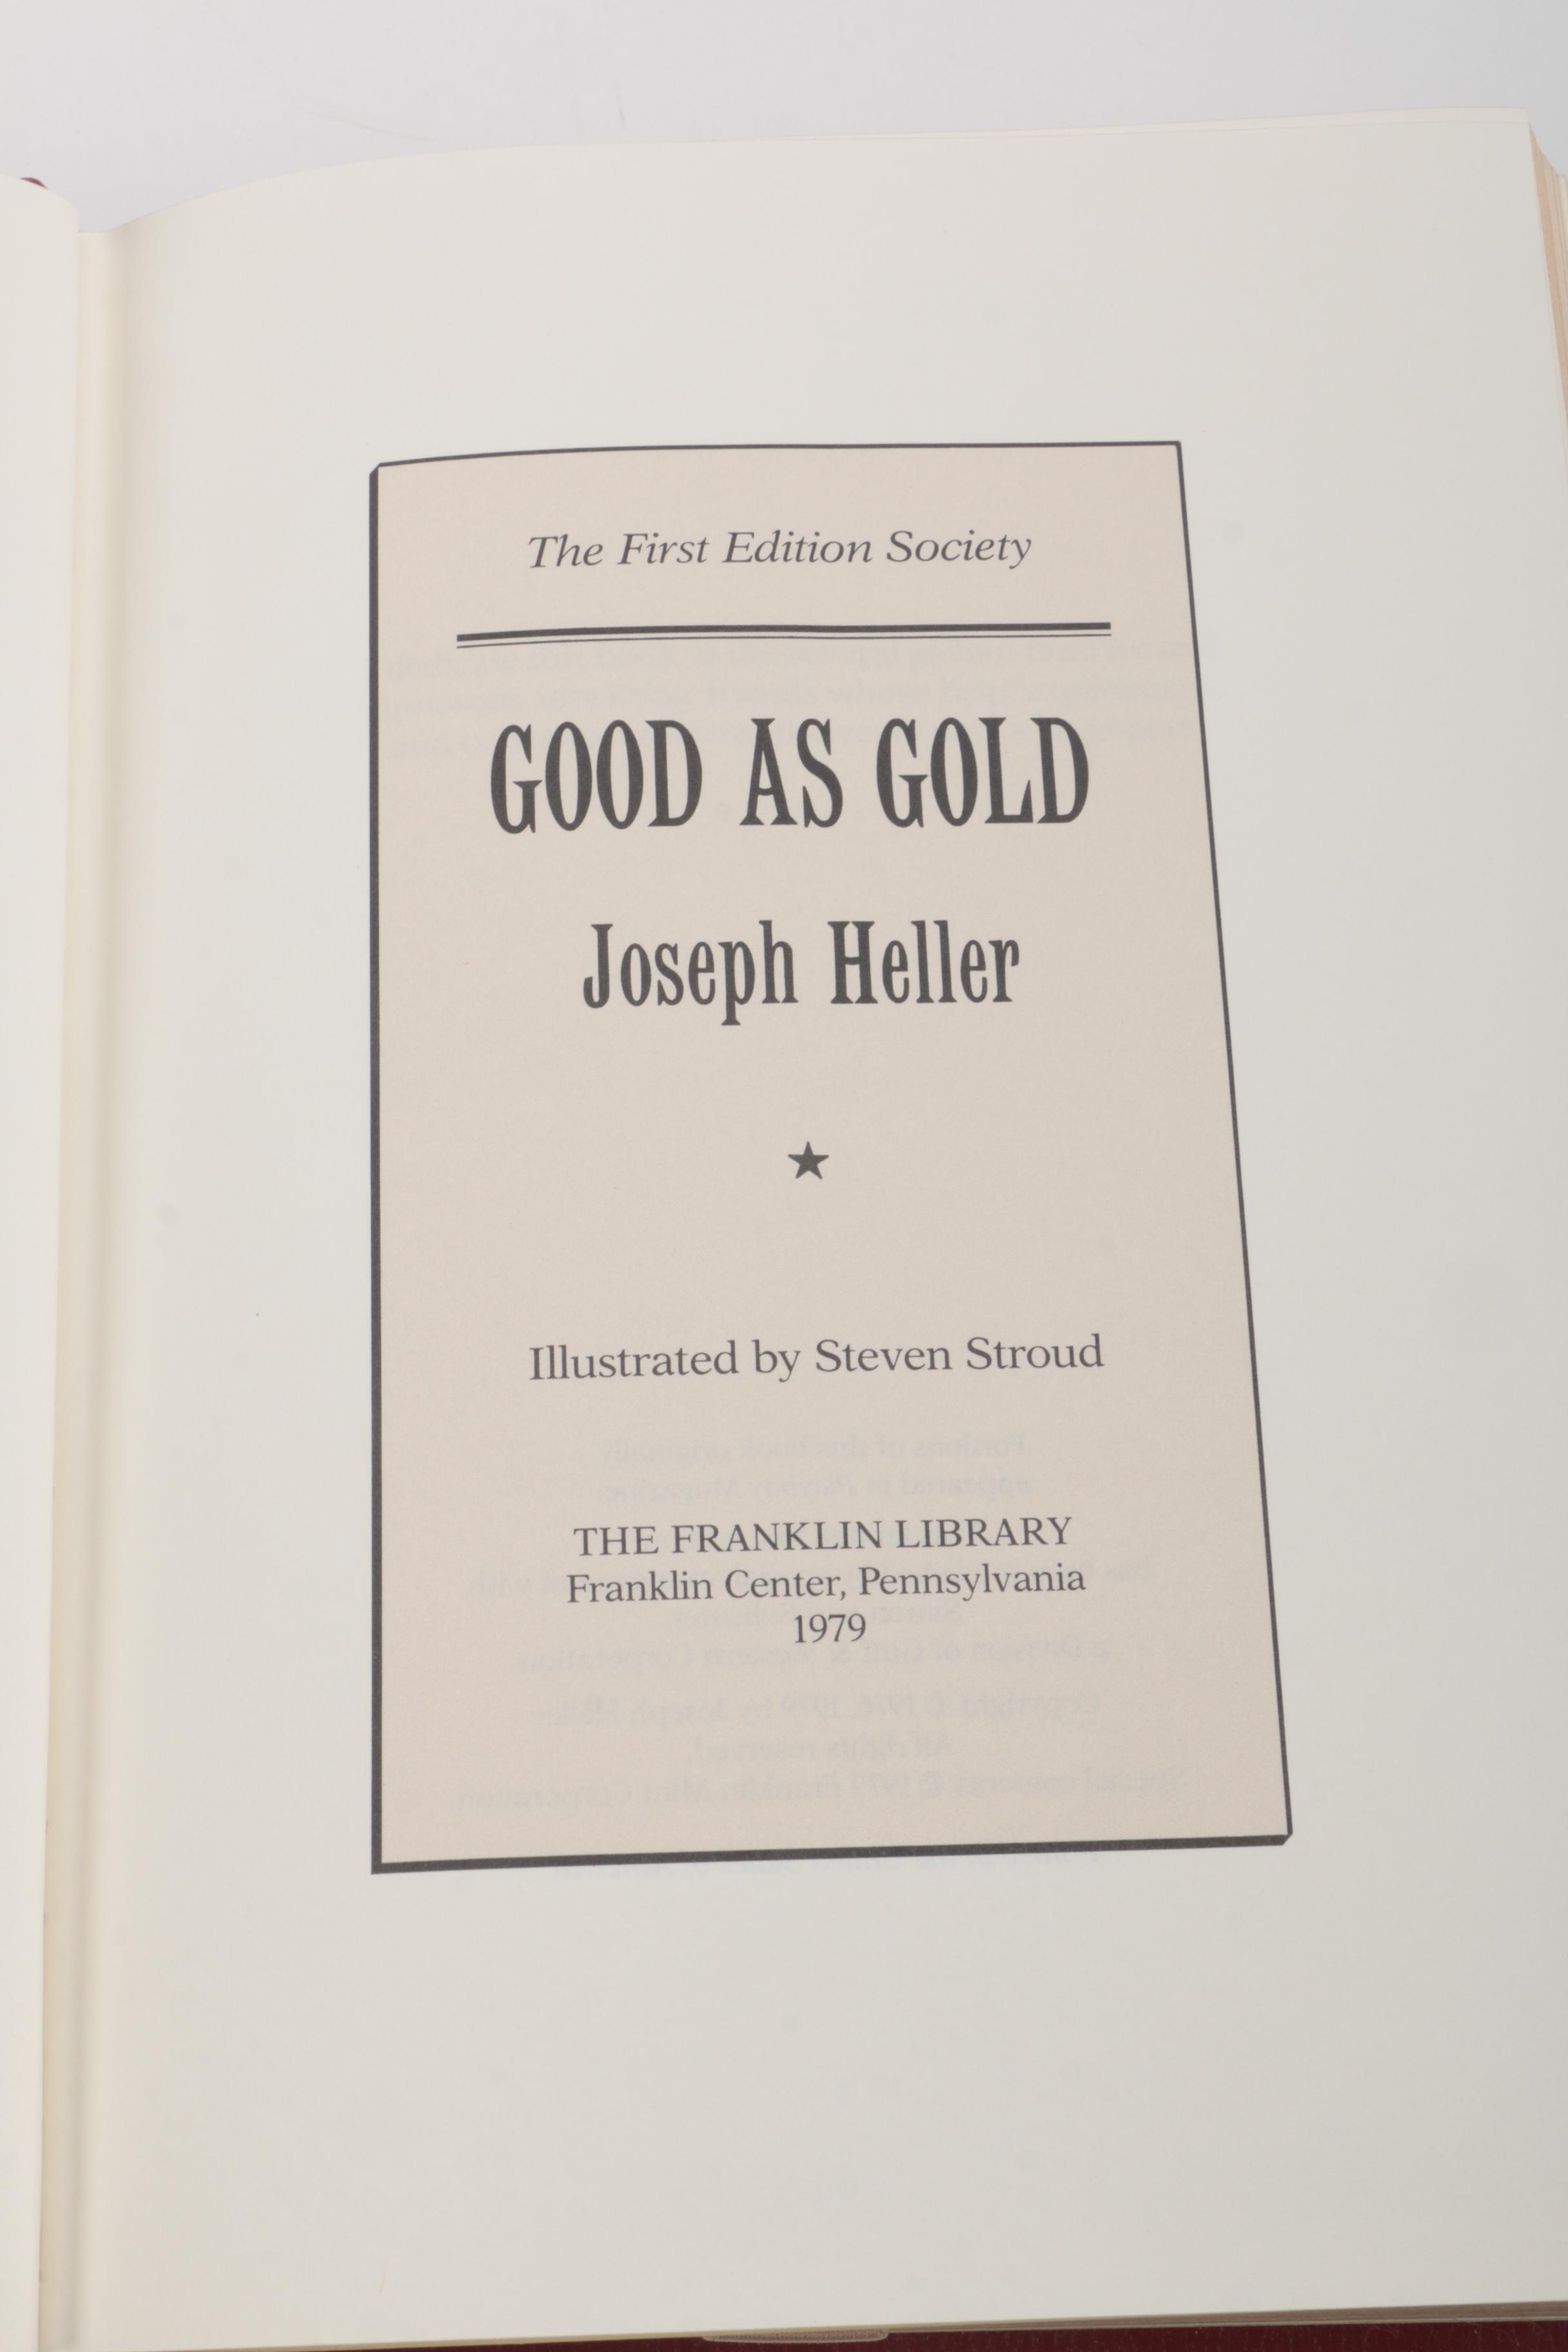 The First Edition Society
GOOD AS GOLD
Joseph Heller
Illustrated by Steven Stroud
THE FRANKLIN LIBRARY
Franklin Center, Pennsylvania
1979